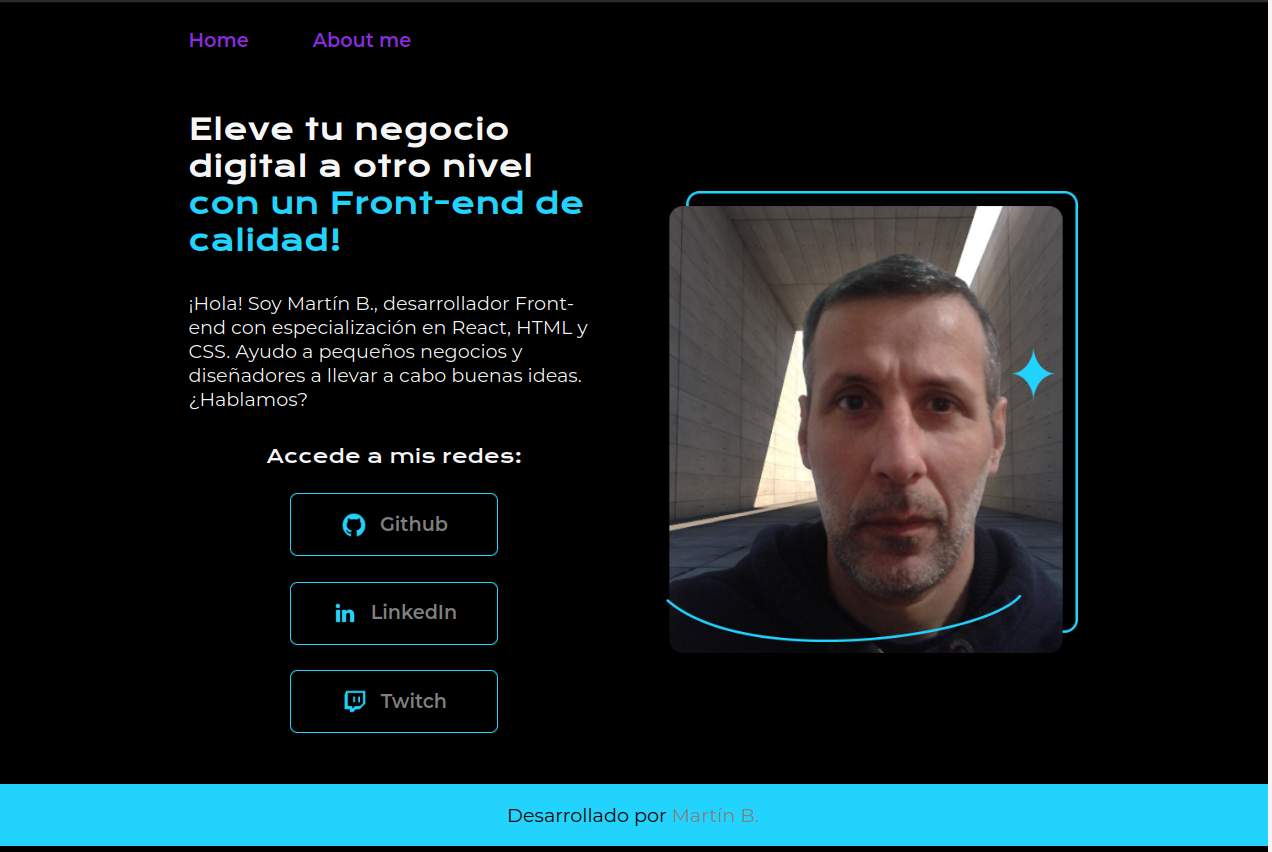 Home About me
Eleve tu negocio
digital a otro nivel
con un Front-end de
calidad!
¡Hola! Soy Martín B., desarrollador Front-
end con especialización en React, HTML y
CSS. Ayudo a pequeños negocios y
diseñadores a llevar a cabo buenas ideas.
¿Hablamos?
Accede a mis redes:
Github
LinkedIn
Twitch
Desarrollado por Martín B.